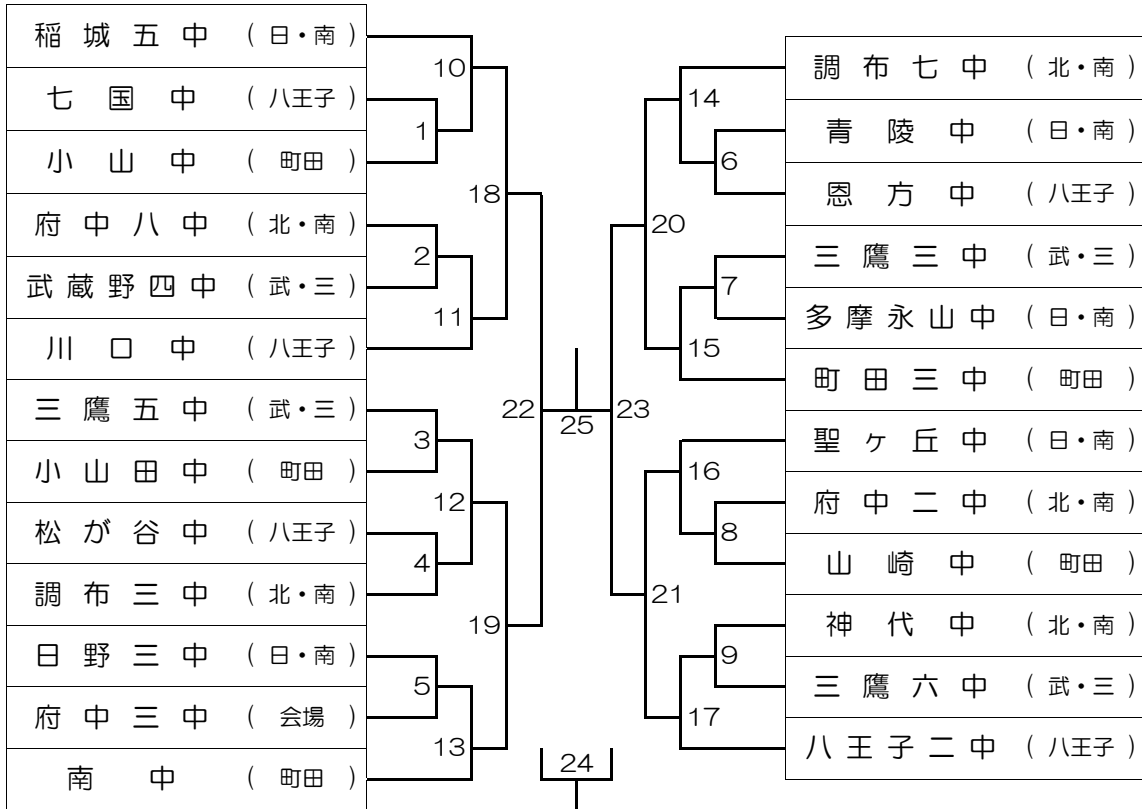 稲城五中 （日・南）
七国中 （八王子）
小山中 （町田）
府中八中 （北・南）
武蔵野四中 （武・三）
川口中 （八王子）
三鷹五中 （武・三）
小山田中 （町田）
松が谷中 （八王子）
調布三中 （北・南）
日野三中 （日・南）
府中三中 （会場）
南中 （町田）
10
1
18
2
11
22
3
12
4
19
5
13
25
24
23
14
6
20
7
15
16
8
21
9
17
調布七中 （北・南）
青陵中 （日・南）
恩方中 （八王子）
三鷹三中 （武・三）
多摩永山中 （日・南）
町田三中 （町田）
聖ヶ丘中 （日・南）
府中二中 （北・南）
山崎中 （町田）
神代中 （北・南）
三鷹六中 （武・三）
八王子二中 （八王子）